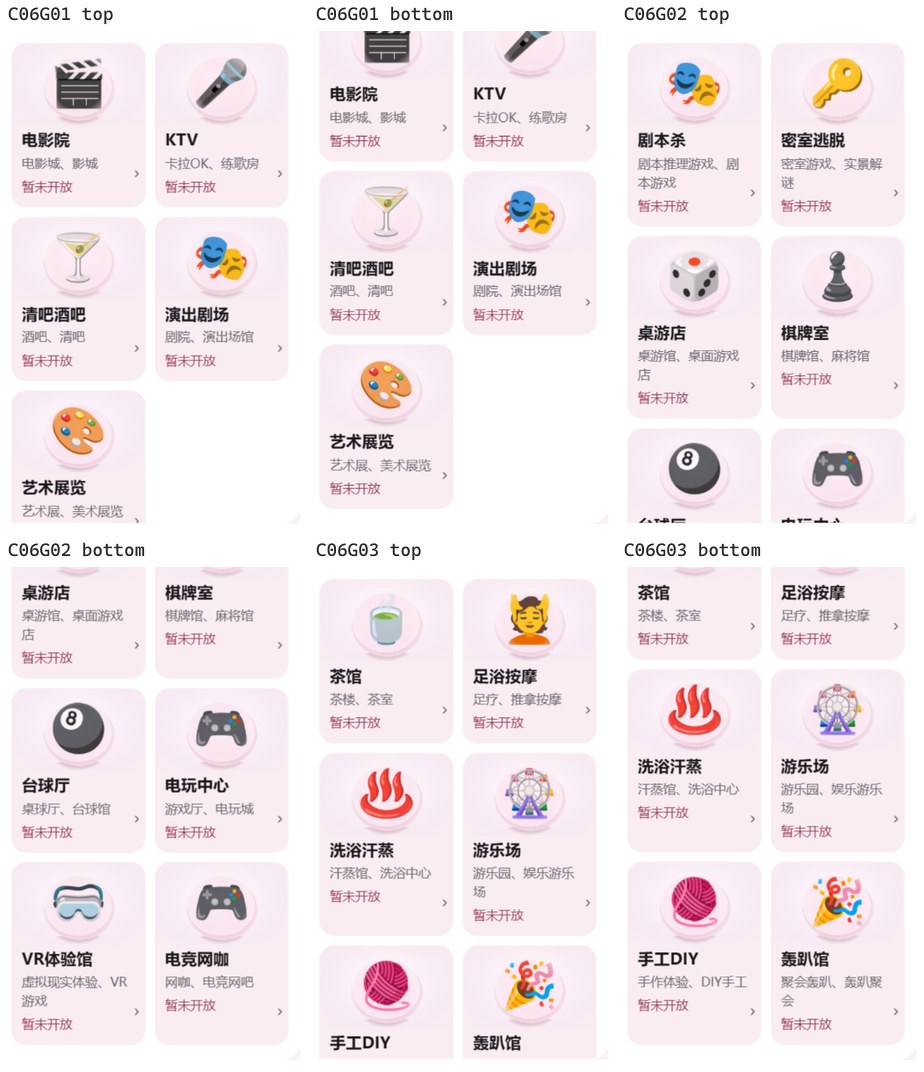 C06G01 top
电影院
电影城、影城
暂未开放
KTV
卡拉OK、练歌房
暂未开放
清吧酒吧
酒吧、清吧
暂未开放
演出剧场
剧院、演出场馆
暂未开放
艺术展览
艺术展、美术展览
C06G01 bottom
电影院
电影城、影城
暂未开放
KTV
卡拉OK、练歌房
暂未开放
清吧酒吧
酒吧、清吧
暂未开放
演出剧场
剧院、演出场馆
暂未开放
艺术展览
艺术展、美术展览
暂未开放
C06G02 top
剧本杀
剧本推理游戏、剧
本游戏
暂未开放
密室逃脱
密室游戏、实景解
谜
暂未开放
桌游店
桌游馆、桌面游戏
店
暂未开放
棋牌室
棋牌馆、麻将馆
暂未开放
8
台球厅
电玩中心
C06G02 bottom
桌游店
桌游馆、桌面游戏
店
暂未开放
棋牌室
棋牌馆、麻将馆
暂未开放
8
台球厅
桌球厅、台球馆
暂未开放
电玩中心
游戏厅、电玩城
暂未开放
VR体验馆
虚拟现实体验、VR
游戏
暂未开放
电竞网咖
网咖、电竞网吧
暂未开放
C06G03 top
茶馆
茶楼、茶室
暂未开放
足浴按摩
足疗、推拿按摩
暂未开放
洗浴汗蒸
汗蒸馆、洗浴中心
暂未开放
游乐场
游乐园、娱乐游乐
场
暂未开放
手工DIY
轰趴馆
C06G03 bottom
茶馆
茶楼、茶室
暂未开放
足浴按摩
足疗、推拿按摩
暂未开放
洗浴汗蒸
汗蒸馆、洗浴中心
暂未开放
游乐场
游乐园、娱乐游乐
场
暂未开放
手工DIY
手作体验、DIY手工
暂未开放
轰趴馆
聚会轰趴、轰趴聚
会
暂未开放